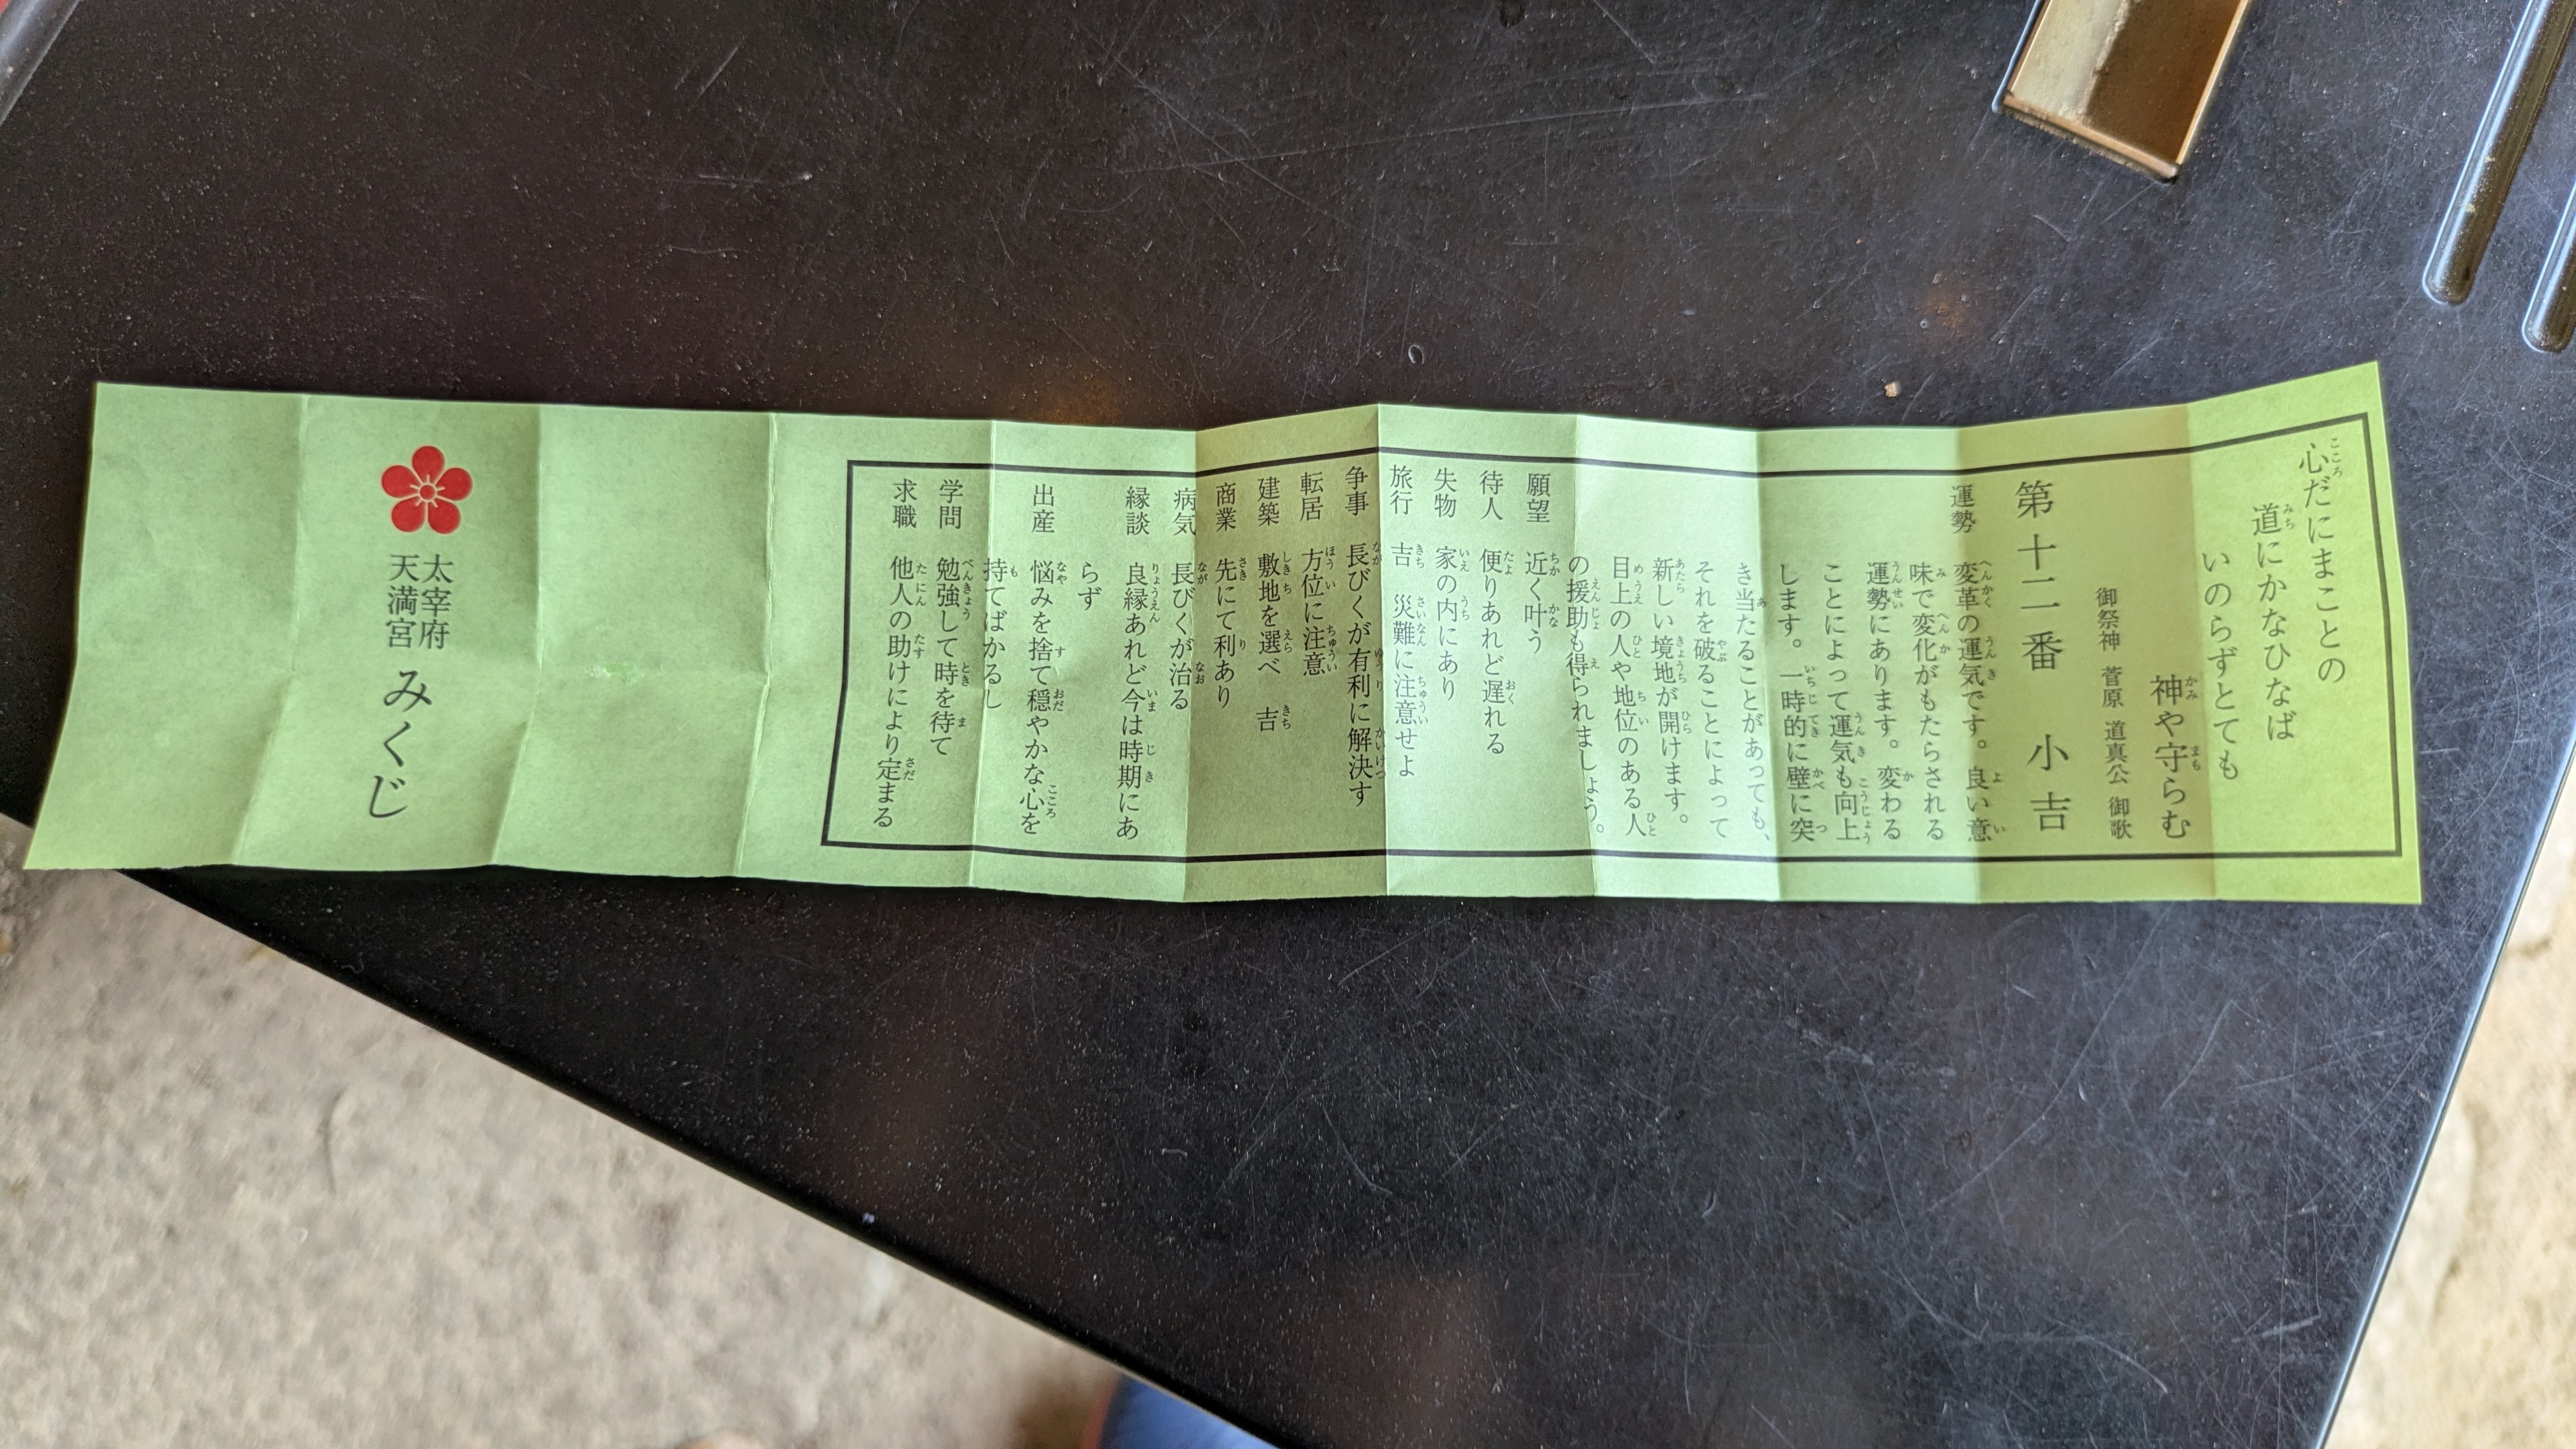 心だにまことの
道にかなひなば
いのらずとても
神や守らむ
御祭神 菅原 道真公 御歌
第十二番 小吉
運勢 変革の運気です。良い意
味で変化がもたらされる
運勢にあります。変わる
ことによって運気も向上
します。一時的に壁に突
き当たることがあっても、
それを破ることによって
新しい境地が開けます。
目上の人や地位のある人
の援助も得られましょう。
願望 近く叶う
待人 便りあれど遅れる
失物 家の内にあり
旅行 吉 災難に注意せよ
争事 長びくが有利に解決す
転居 方位に注意
建築 敷地を選べ 吉
商業 先にて利あり
病気 長びくが治る
縁談 良縁あれど今は時期にあ
らず
出産 悩みを捨て穏やかな心を
持てばかるし
学問 勉強して時を待て
求職 他人の助けにより定まる
太宰府
天満宮
みくじ